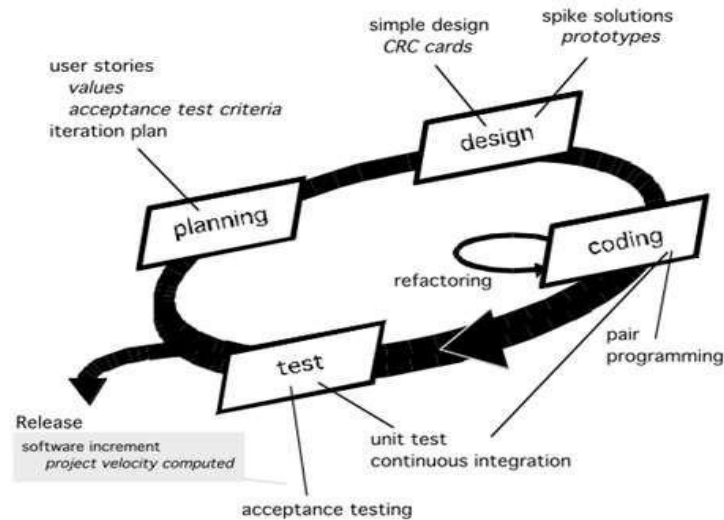 simple design
CRC cards
spike solutions
prototypes
user stories
values
acceptance test criteria
iteration plan
design
planning
coding
refactoring
test
pair
programming
Release
software increment
project velocity computed
unit test
continuous integration
acceptance testing